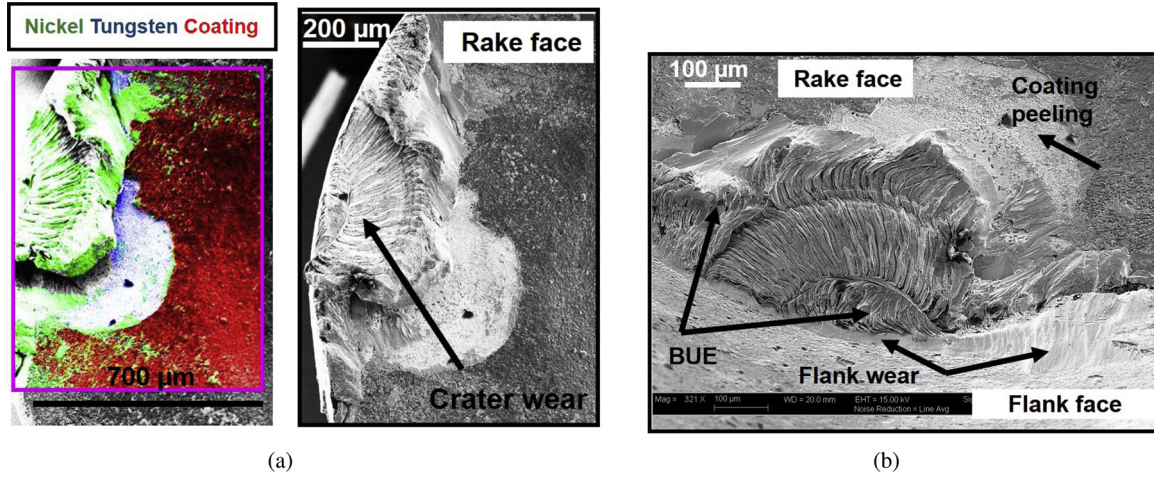 Nickel Tungsten Coating
700 µm
200 µm
Rake face
Crater wear
(a)
100 µm
Rake face
Coating
peeling
BUE
Flank wear
Flank face
Mag = 321 X
100 µm
WD = 20.0 mm
EHT = 15.00 kV
Noise Reduction = Line Avg
(b)